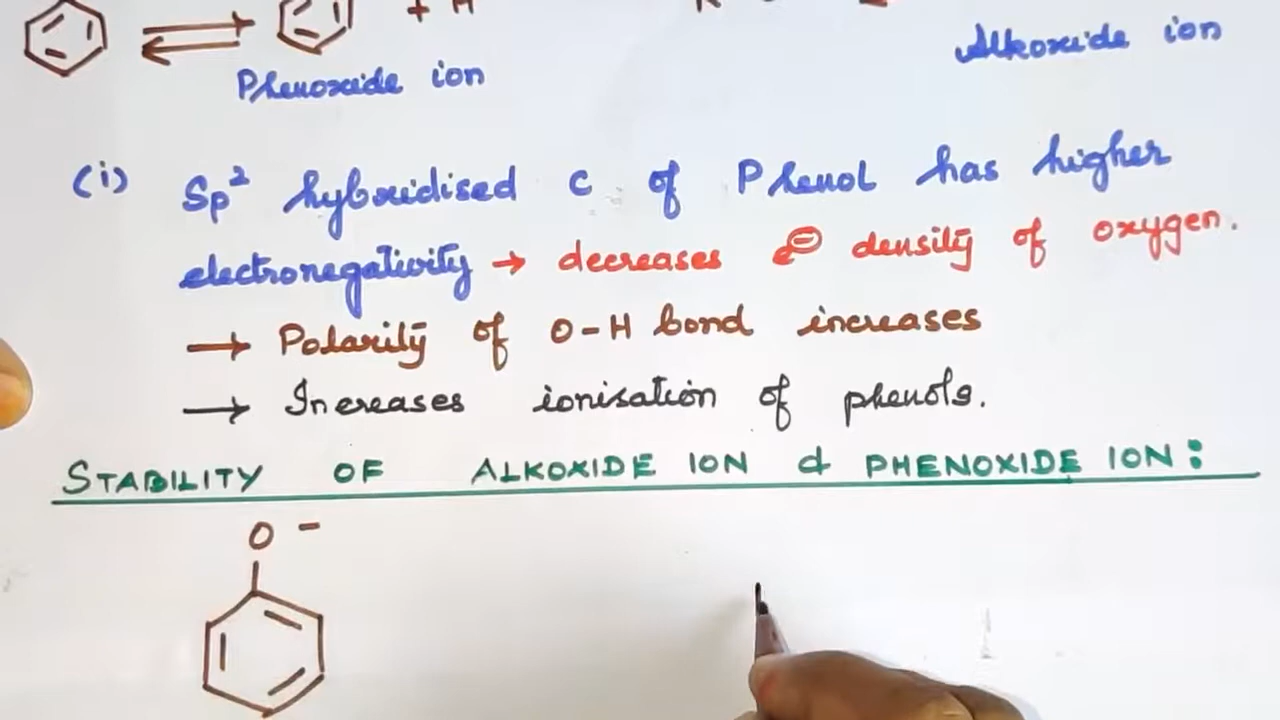 + H
Phenoxide ion
Alkoxide ion
(i) Sp² hybridised C of Phenol has higher
electronegativity → decreases e⊖ density of oxygen.
→ Polarity of O-H bond increases
→ Increases ionisation of phenols.
STABILITY OF ALKOXIDE ION & PHENOXIDE ION:
O -